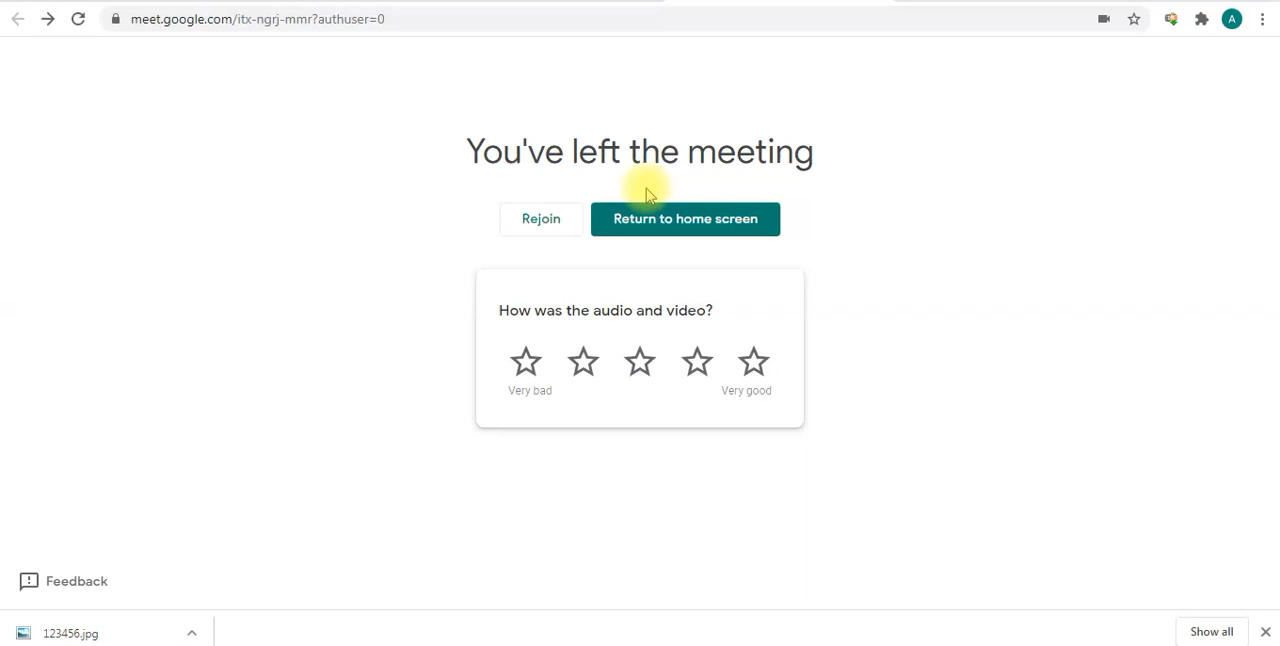 meet.google.com/itx-ngrj-mmr?authuser=0
A
You've left the meeting
Rejoin
Return to home screen
How was the audio and video?
Very bad
Very good
Feedback
123456.jpg
Show all